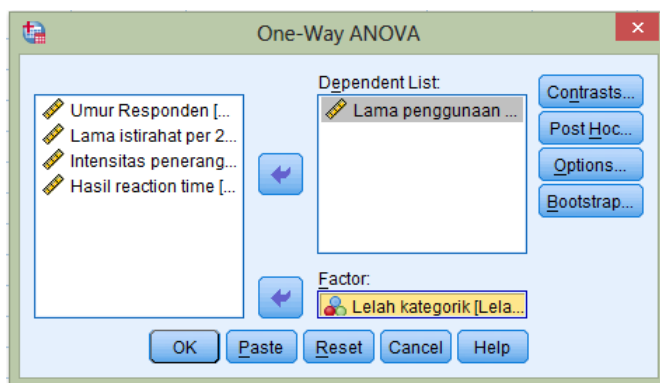 One-Way ANOVA
Umur Responden [...
Lama istirahat per 2...
Intensitas penerang...
Hasil reaction time [...
Dependent List:
Lama penggunaan ...
Factor:
Lelah kategorik [Lela...
Contrasts...
Post Hoc...
Options...
Bootstrap...
OK Paste Reset Cancel Help